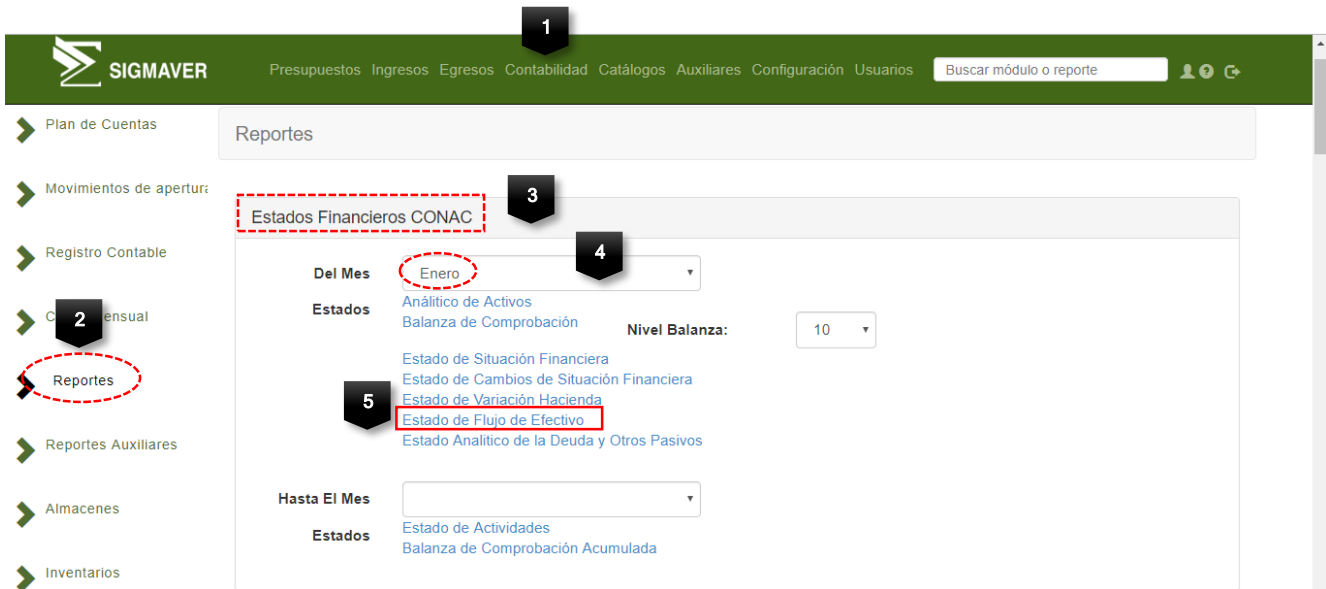 1
SIGMAVER
Presupuestos Ingresos Egresos Contabilidad Catálogos Auxiliares Configuración Usuarios
Buscar módulo o reporte
Plan de Cuentas
Reportes
Movimientos de apertura
3
Estados Financieros CONAC
Registro Contable
4
Del Mes
Enero
Estados
Análitico de Activos
Balanza de Comprobación
Nivel Balanza:
10
2
ensual
Estado de Situación Financiera
Estado de Cambios de Situación Financiera
Reportes
5
Estado de Variación Hacienda
Estado de Flujo de Efectivo
Estado Analitico de la Deuda y Otros Pasivos
Reportes Auxiliares
Hasta El Mes
Almacenes
Estados
Estado de Actividades
Balanza de Comprobación Acumulada
Inventarios